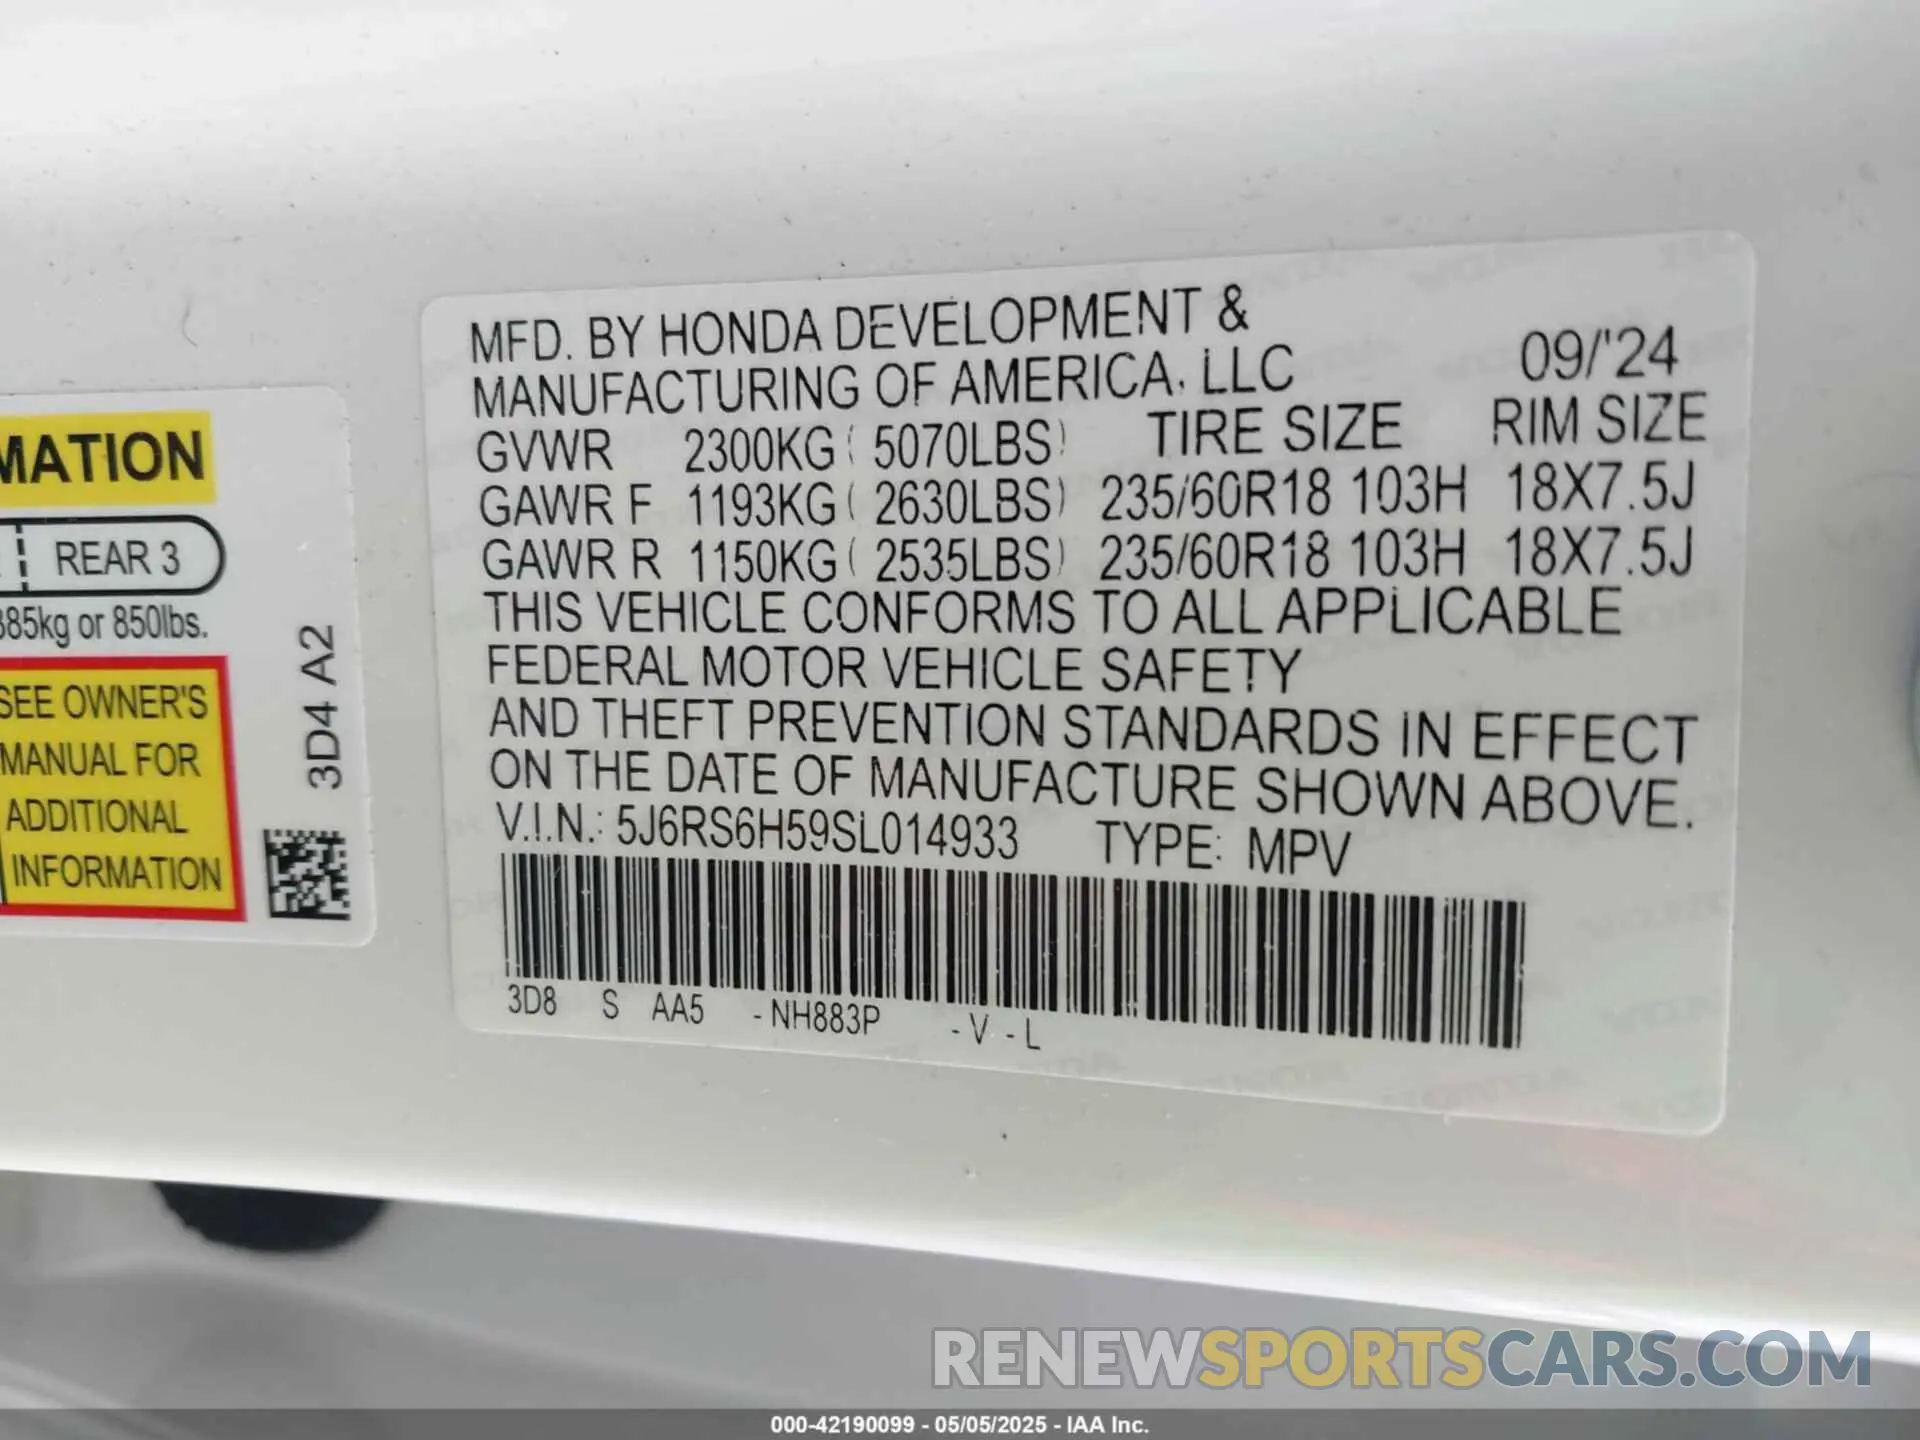 MATION
REAR 3
385kg or 850lbs.
SEE OWNER'S
MANUAL FOR
ADDITIONAL
INFORMATION
3D4 A2
MFD. BY HONDA DEVELOPMENT &
MANUFACTURING OF AMERICA, LLC 09/'24
GVWR 2300KG ( 5070LBS) TIRE SIZE RIM SIZE
GAWR F 1193KG ( 2630LBS) 235/60R18 103H 18X7.5J
GAWR R 1150KG ( 2535LBS) 235/60R18 103H 18X7.5J
THIS VEHICLE CONFORMS TO ALL APPLICABLE
FEDERAL MOTOR VEHICLE SAFETY
AND THEFT PREVENTION STANDARDS IN EFFECT
ON THE DATE OF MANUFACTURE SHOWN ABOVE.
V.I.N.: 5J6RS6H59SL014933 TYPE: MPV
3D8 S AA5 - NH883P - V - L
RENEWSPORTSCARS.COM
000-42190099 - 05/05/2025 - IAA Inc.